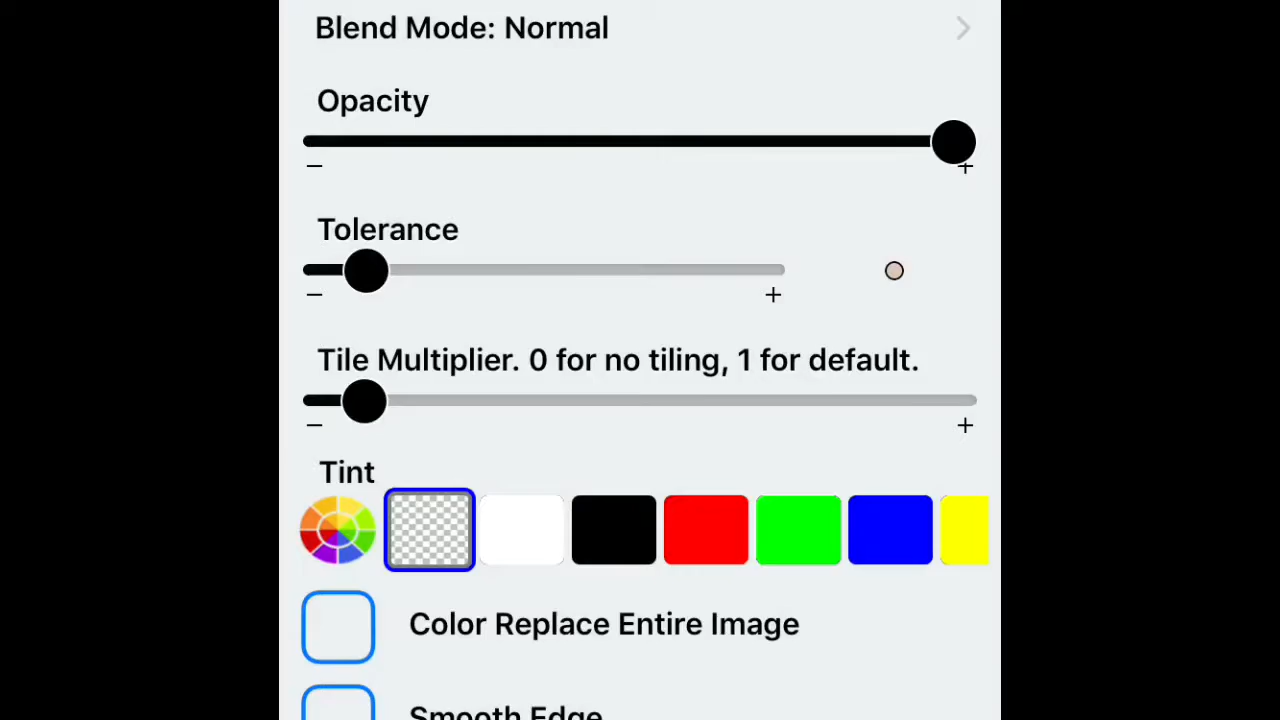 Blend Mode: Normal
Opacity
− +
Tolerance
− +
Tile Multiplier. 0 for no tiling, 1 for default.
− +
Tint
Color Replace Entire Image
Smooth Edge